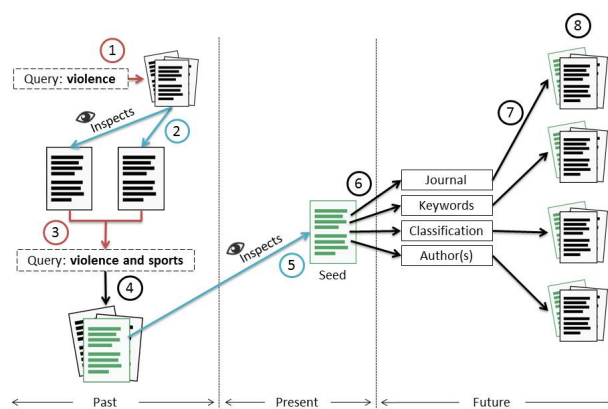 1
8
Query: violence
Inspects
2
7
6
Journal
Keywords
Classification
Author(s)
3
Query: violence and sports
Inspects
5
Seed
4
Past
Present
Future